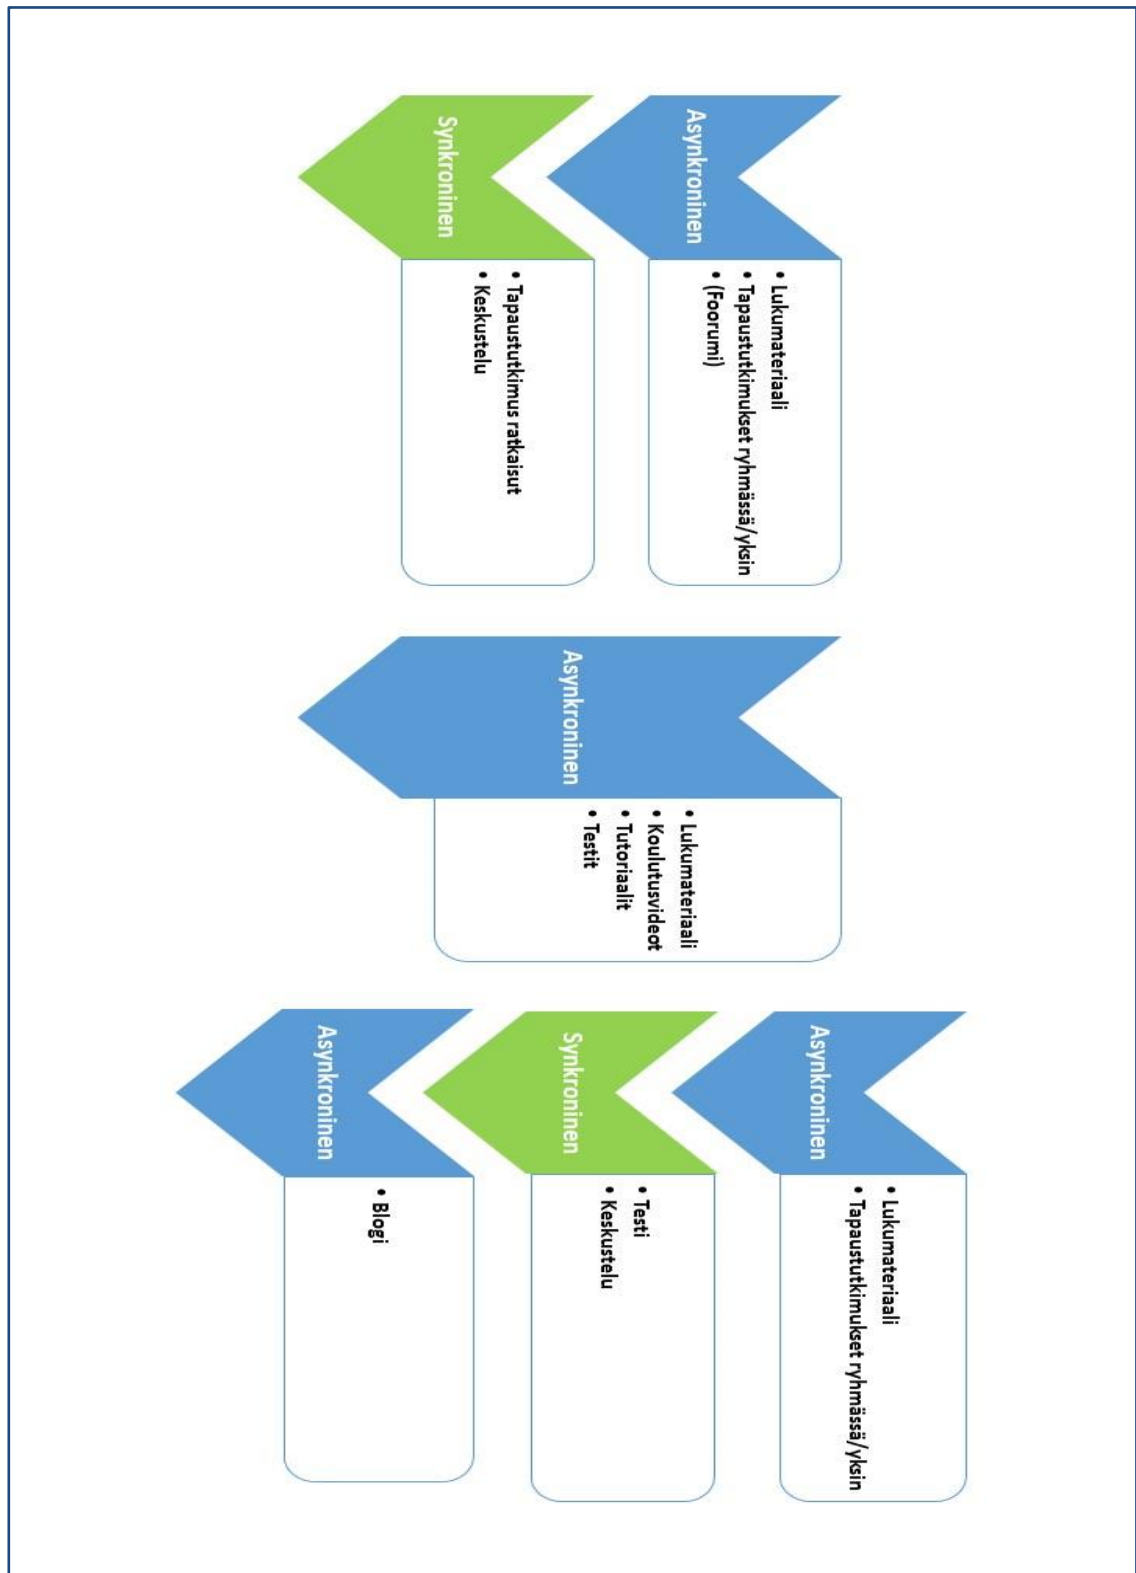 Asynkroninen
• Lukumateriaali
• Tapaustutkimukset ryhmässä/yksin
• (Foorumi)
Synkroninen
• Tapaustutkimus ratkaisut
• Keskustelu
Asynkroninen
• Lukumateriaali
• Koulutusvideot
• Tutoriaalit
• Testit
Asynkroninen
• Lukumateriaali
• Tapaustutkimukset ryhmässä/yksin
Synkroninen
• Testi
• Keskustelu
Asynkroninen
• Blogi